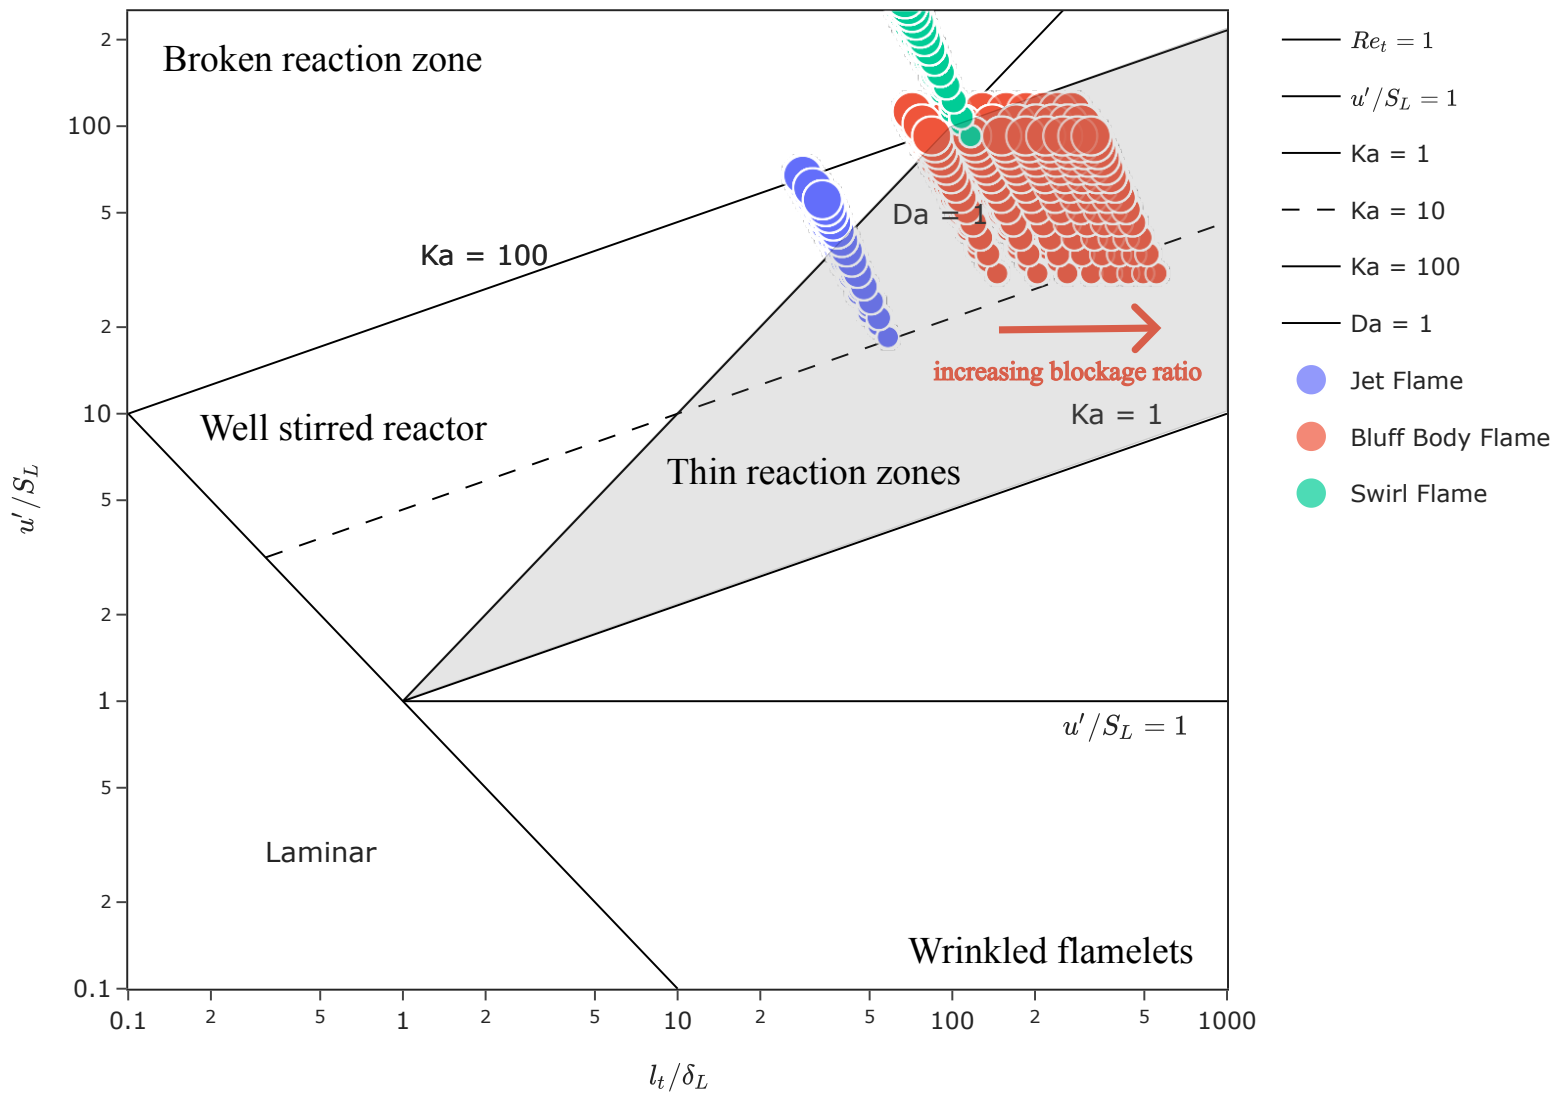 2
Broken reaction zone
100
5
Da = 1
Ka = 100
2
increasing blockage ratio
10
Ka = 1
Well stirred reactor
Thin reaction zones
5
2
1
u'/S_L = 1
5
Laminar
2
Wrinkled flamelets
0.1
u'/S_L
0.1 2 5 1 2 5 10 2 5 100 2 5 1000
l_t/δ_L
Re_t = 1
u'/S_L = 1
Ka = 1
Ka = 10
Ka = 100
Da = 1
Jet Flame
Bluff Body Flame
Swirl Flame